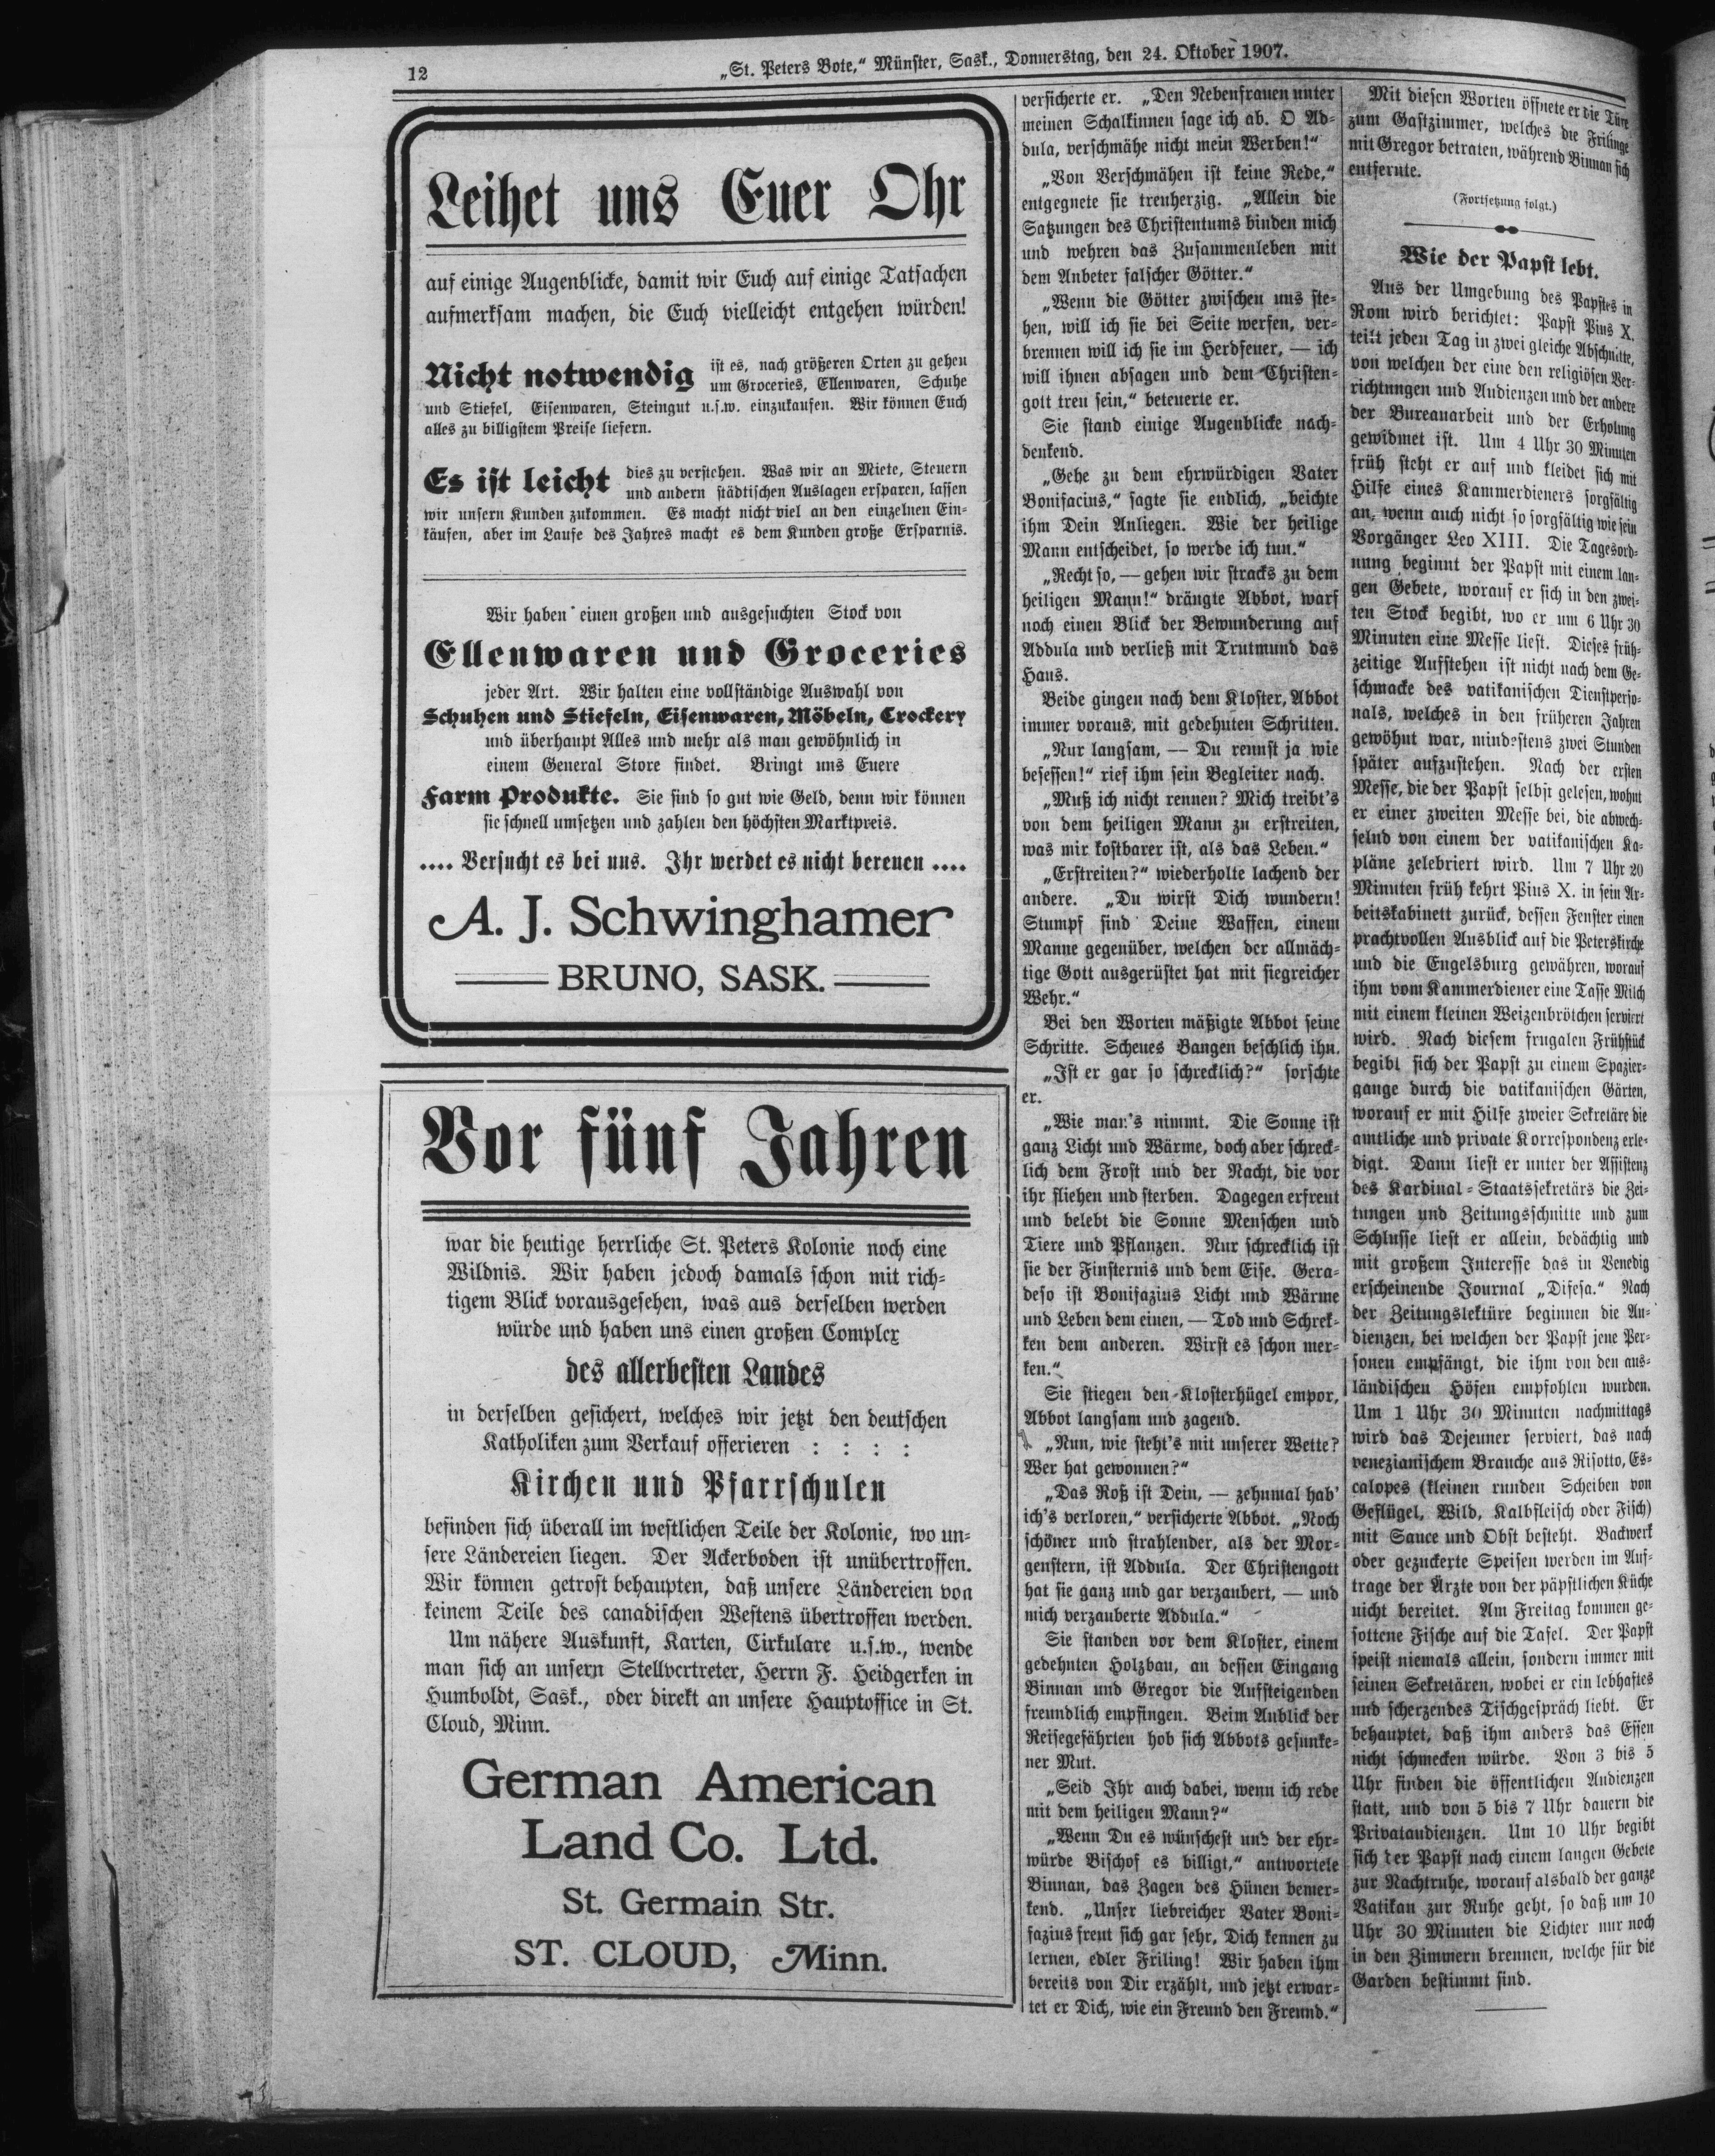 12
„St. Peters Bote,“ Münster, Sask., Donnerstag, den 24. Oktober 1907.
Leihet uns Euer Ohr
auf einige Augenblicke, damit wir Euch auf einige Tatsachen
aufmerksam machen, die Euch vielleicht entgehen würden!
Nicht notwendig ist es, nach größeren Orten zu gehen
um Groceries, Ellenwaren, Schuhe
und Stiefel, Eisenwaren, Steingut u.s.w. einzukaufen. Wir können Euch
alles zu billigstem Preise liefern.
Es ist leicht dies zu verstehen. Was wir an Miete, Steuern
und andern städtischen Auslagen ersparen, lassen
wir unsern Kunden zukommen. Es macht nicht viel an den einzelnen Ein-
käufen, aber im Laufe des Jahres macht es dem Kunden große Ersparnis.
Wir haben einen großen und ausgesuchten Stock von
Ellenwaren und Groceries
jeder Art. Wir halten eine vollständige Auswahl von
Schuhen und Stiefeln, Eisenwaren, Möbeln, Crockery
und überhaupt Alles und mehr als man gewöhnlich in
einem General Store findet. Bringt uns Euere
Farm Produkte. Sie sind so gut wie Geld, denn wir können
sie schnell umsetzen und zahlen den höchsten Marktpreis.
.... Versucht es bei uns. Ihr werdet es nicht bereuen ....
A. J. Schwinghamer
BRUNO, SASK.
Vor fünf Jahren
war die heutige herrliche St. Peters Kolonie noch eine
Wildnis. Wir haben jedoch damals schon mit rich-
tigem Blick vorausgesehen, was aus derselben werden
würde und haben uns einen großen Complex
des allerbesten Landes
in derselben gesichert, welches wir jetzt den deutschen
Katholiken zum Verkauf offerieren : : : :
Kirchen und Pfarrschulen
befinden sich überall im westlichen Teile der Kolonie, wo un-
sere Ländereien liegen. Der Ackerboden ist unübertroffen.
Wir können getrost behaupten, daß unsere Ländereien von
keinem Teile des canadischen Westens übertroffen werden.
Um nähere Auskunft, Karten, Cirkulare u.s.w., wende
man sich an unsern Stellvertreter, Herrn F. Heidgerken in
Humboldt, Sask., oder direkt an unsere Hauptoffice in St.
Cloud, Minn.
German American
Land Co. Ltd.
St. Germain Str.
ST. CLOUD, Minn.
versicherte er. „Den Nebenfrauen unter
meinen Schalkinnen sage ich ab. O Ad-
dula, verschmähe nicht mein Werben!“
„Von Verschmähen ist keine Rede,“
entgegnete sie treuherzig. „Allein die
Satzungen des Christentums binden mich
und wehren das Zusammenleben mit
dem Anbeter falscher Götter.“
„Wenn die Götter zwischen uns ste-
hen, will ich sie bei Seite werfen, ver-
brennen will ich sie im Herdfeuer, — ich
will ihnen absagen und dem Christen-
gott treu sein,“ beteuerte er.
Sie stand einige Augenblicke nach-
denkend.
„Gehe zu dem ehrwürdigen Vater
Bonifacius,“ sagte sie endlich, „beichte
ihm Dein Anliegen. Wie der heilige
Mann entscheidet, so werde ich tun.“
„Recht so, — gehen wir stracks zu dem
heiligen Mann!“ drängte Abbot, warf
noch einen Blick der Bewunderung auf
Addula und verließ mit Trutmund das
Haus.
Beide gingen nach dem Kloster, Abbot
immer voraus, mit gedehnten Schritten.
„Nur langsam, — Du rennst ja wie
besessen!“ rief ihm sein Begleiter nach.
„Muß ich nicht rennen? Mich treibt's
von dem heiligen Mann zu erstreiten,
was mir kostbarer ist, als das Leben.“
„Erstreiten?“ wiederholte lachend der
andere. „Du wirst Dich wundern!
Stumpf sind Deine Waffen, einem
Manne gegenüber, welchen der allmäch-
tige Gott ausgerüstet hat mit siegreicher
Wehr.“
Bei den Worten mäßigte Abbot seine
Schritte. Scheues Bangen beschlich ihn.
„Ist er gar so schrecklich?“ forschte
er.
„Wie man's nimmt. Die Sonne ist
ganz Licht und Wärme, doch aber schreck-
lich dem Frost und der Nacht, die vor
ihr fliehen und sterben. Dagegen erfreut
und belebt die Sonne Menschen und
Tiere und Pflanzen. Nur schrecklich ist
sie der Finsternis und dem Eise. Gera-
deso ist Bonifazius Licht und Wärme
und Leben dem einen, — Tod und Schrek-
ken dem anderen. Wirst es schon mer-
ken.“
Sie stiegen den Klosterhügel empor,
Abbot langsam und zagend.
„Nun, wie steht's mit unserer Wette?
Wer hat gewonnen?“
„Das Roß ist Dein, — zehnmal hab'
ich's verloren,“ versicherte Abbot. „Noch
schöner und strahlender, als der Mor-
genstern, ist Addula. Der Christengott
hat sie ganz und gar verzaubert, — und
mich verzauberte Addula.“
Sie standen vor dem Kloster, einem
gedehnten Holzbau, an dessen Eingang
Binnan und Gregor die Aufsteigenden
freundlich empfingen. Beim Anblick der
Reisegefährten hob sich Abbots gesunke-
ner Mut.
„Seid Ihr auch dabei, wenn ich rede
mit dem heiligen Mann?“
„Wenn Du es wünschest und der ehr-
würde Bischof es billigt,“ antwortete
Binnan, das Zagen des Hünen bemer-
kend. „Unser liebreicher Vater Boni-
fazius freut sich gar sehr, Dich kennen zu
lernen, edler Friling! Wir haben ihm
bereits von Dir erzählt, und jetzt erwar-
tet er Dich, wie ein Freund den Freund.“
Mit diesen Worten öffnete er die Türe
zum Gastzimmer, welches die Frilinge
mit Gregor betraten, während Binnan sich
entfernte.
(Fortsetzung folgt.)
Wie der Papst lebt.
Aus der Umgebung des Papstes in
Rom wird berichtet: Papst Pius X.
teilt jeden Tag in zwei gleiche Abschnitte,
von welchen der eine den religiösen Ver-
richtungen und Audienzen und der andere
der Bureauarbeit und der Erholung
gewidmet ist. Um 4 Uhr 30 Minuten
früh steht er auf und kleidet sich mit
Hilfe eines Kammerdieners sorgfältig
an, wenn auch nicht so sorgfältig wie sein
Vorgänger Leo XIII. Die Tagesord-
nung beginnt der Papst mit einem lan-
gen Gebete, worauf er sich in den zwei-
ten Stock begibt, wo er um 6 Uhr 30
Minuten eine Messe liest. Dieses früh-
zeitige Aufstehen ist nicht nach dem Ge-
schmacke des vatikanischen Dienstperso-
nals, welches in den früheren Jahren
gewöhnt war, mindestens zwei Stunden
später aufzustehen. Nach der ersten
Messe, die der Papst selbst gelesen, wohnt
er einer zweiten Messe bei, die abwech-
selnd von einem der vatikanischen Ka-
pläne zelebriert wird. Um 7 Uhr 20
Minuten früh kehrt Pius X. in sein Ar-
beitskabinett zurück, dessen Fenster einen
prachtvollen Ausblick auf die Peterskirche
und die Engelsburg gewähren, worauf
ihm vom Kammerdiener eine Tasse Milch
mit einem kleinen Weizenbrötchen serviert
wird. Nach diesem frugalen Frühstück
begibt sich der Papst zu einem Spazier-
gange durch die vatikanischen Gärten,
worauf er mit Hilfe zweier Sekretäre die
amtliche und private Korrespondenz erle-
digt. Dann liest er unter der Assistenz
des Kardinal-Staatssekretärs die Zei-
tungen und Zeitungsschnitte und zum
Schlusse liest er allein, bedächtig und
mit großem Interesse das in Venedig
erscheinende Journal „Difesa.“ Nach
der Zeitungslektüre beginnen die Au-
dienzen, bei welchen der Papst jene Per-
sonen empfängt, die ihm von den aus-
ländischen Höfen empfohlen wurden.
Um 1 Uhr 30 Minuten nachmittags
wird das Dejeuner serviert, das nach
venezianischem Brauche aus Risotto, Es-
calopes (kleinen runden Scheiben von
Geflügel, Wild, Kalbfleisch oder Fisch)
mit Sauce und Obst besteht. Backwerk
oder gezuckerte Speisen werden im Auf-
trage der Ärzte von der päpstlichen Küche
nicht bereitet. Am Freitag kommen ge-
sottene Fische auf die Tafel. Der Papst
speist niemals allein, sondern immer mit
seinen Sekretären, wobei er ein lebhaftes
und scherzendes Tischgespräch liebt. Er
behauptet, daß ihm anders das Essen
nicht schmecken würde. Von 3 bis 5
Uhr finden die öffentlichen Audienzen
statt, und von 5 bis 7 Uhr dauern die
Privataudienzen. Um 10 Uhr begibt
sich der Papst nach einem langen Gebete
zur Nachtruhe, worauf alsbald der ganze
Vatikan zur Ruhe geht, so daß um 10
Uhr 30 Minuten die Lichter nur noch
in den Zimmern brennen, welche für die
Garden bestimmt sind.